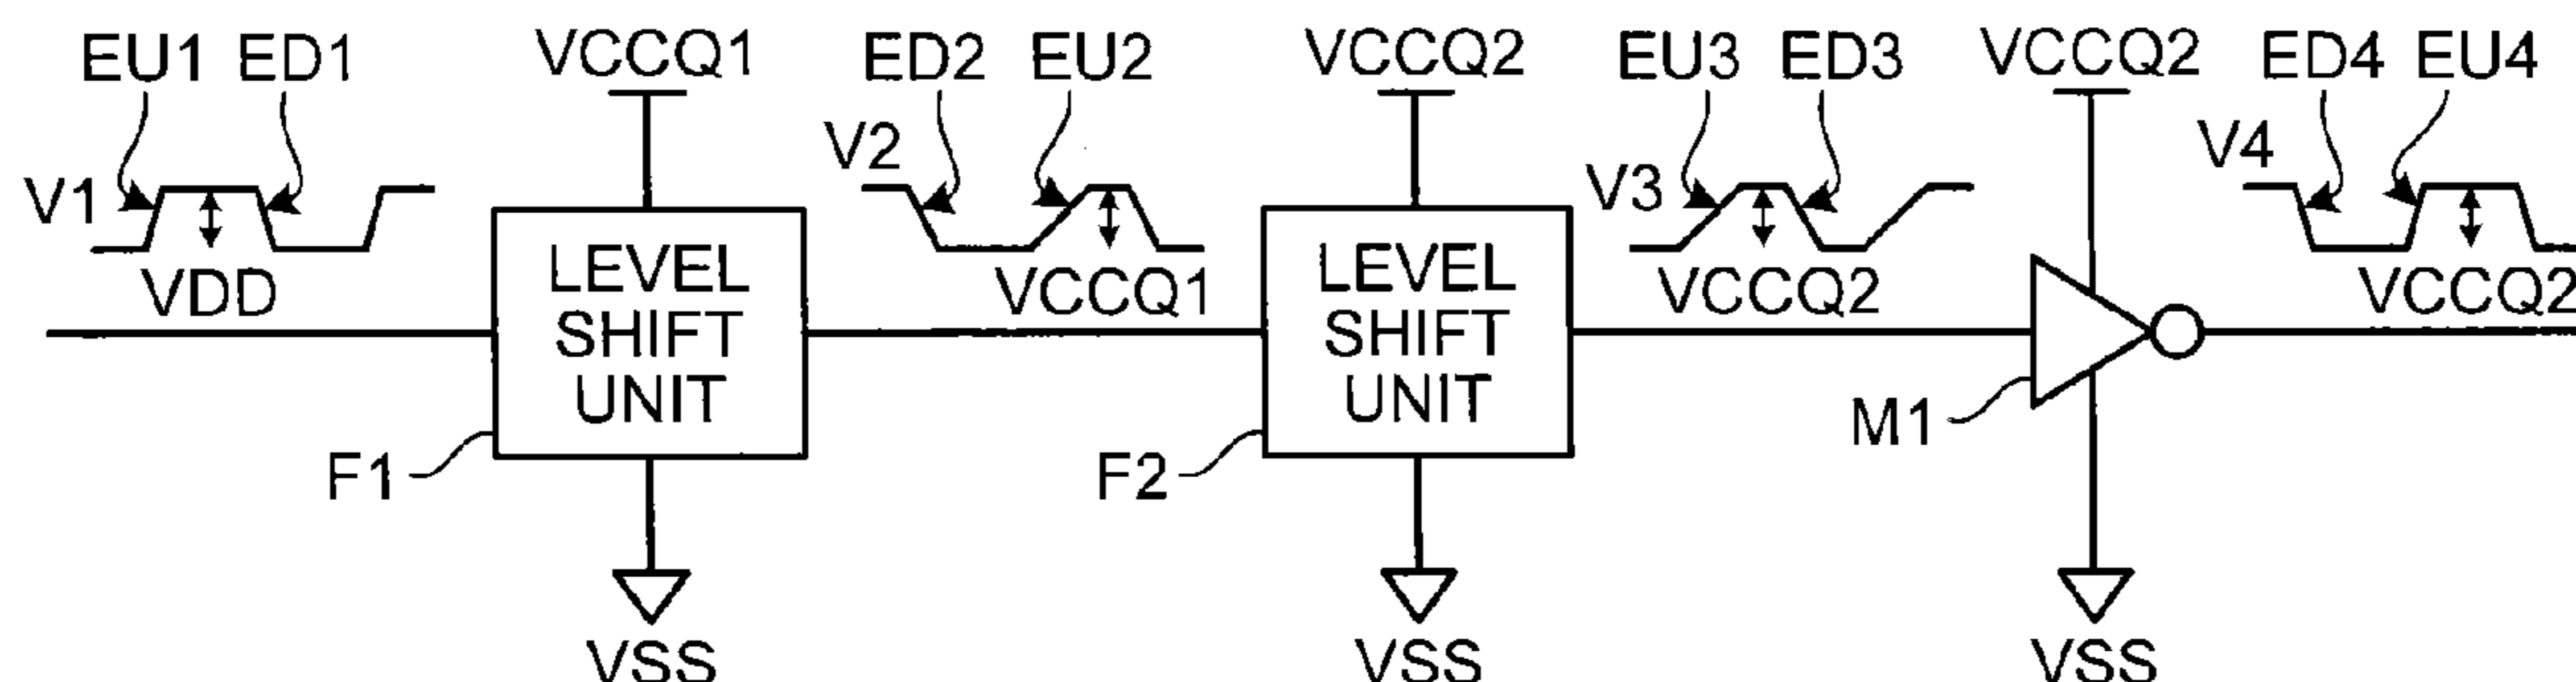 EU1 ED1 VCCQ1 ED2 EU2 VCCQ2 EU3 ED3 VCCQ2 ED4 EU4
V1 V2 V3 V4
VDD VCCQ1 VCCQ2 VCCQ2
LEVEL
SHIFT
UNIT
LEVEL
SHIFT
UNIT
F1 F2 M1
VSS VSS VSS